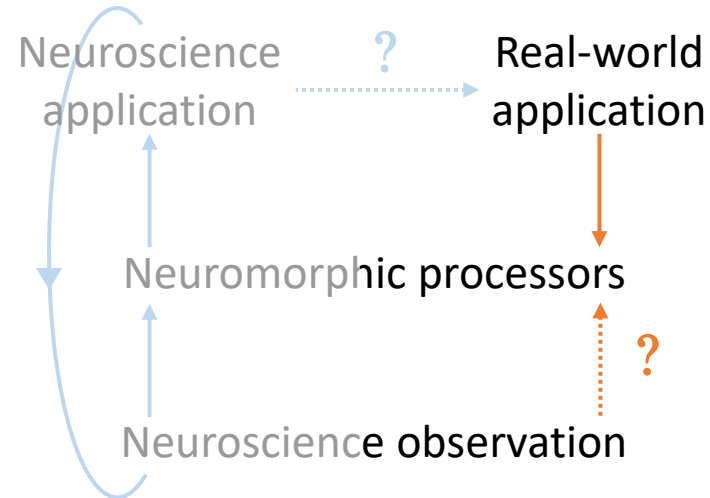 Neuroscience
application
?
Real-world
application
Neuromorphic processors
?
Neuroscience observation